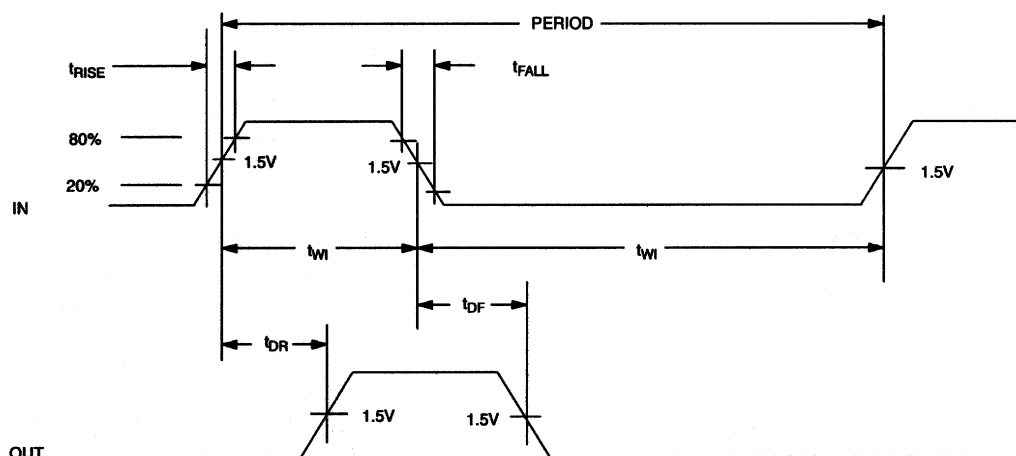 PERIOD
tRISE
tFALL
80%
1.5V
1.5V
1.5V
20%
IN
tWI
tWI
tDF
tDR
1.5V
1.5V
OUT